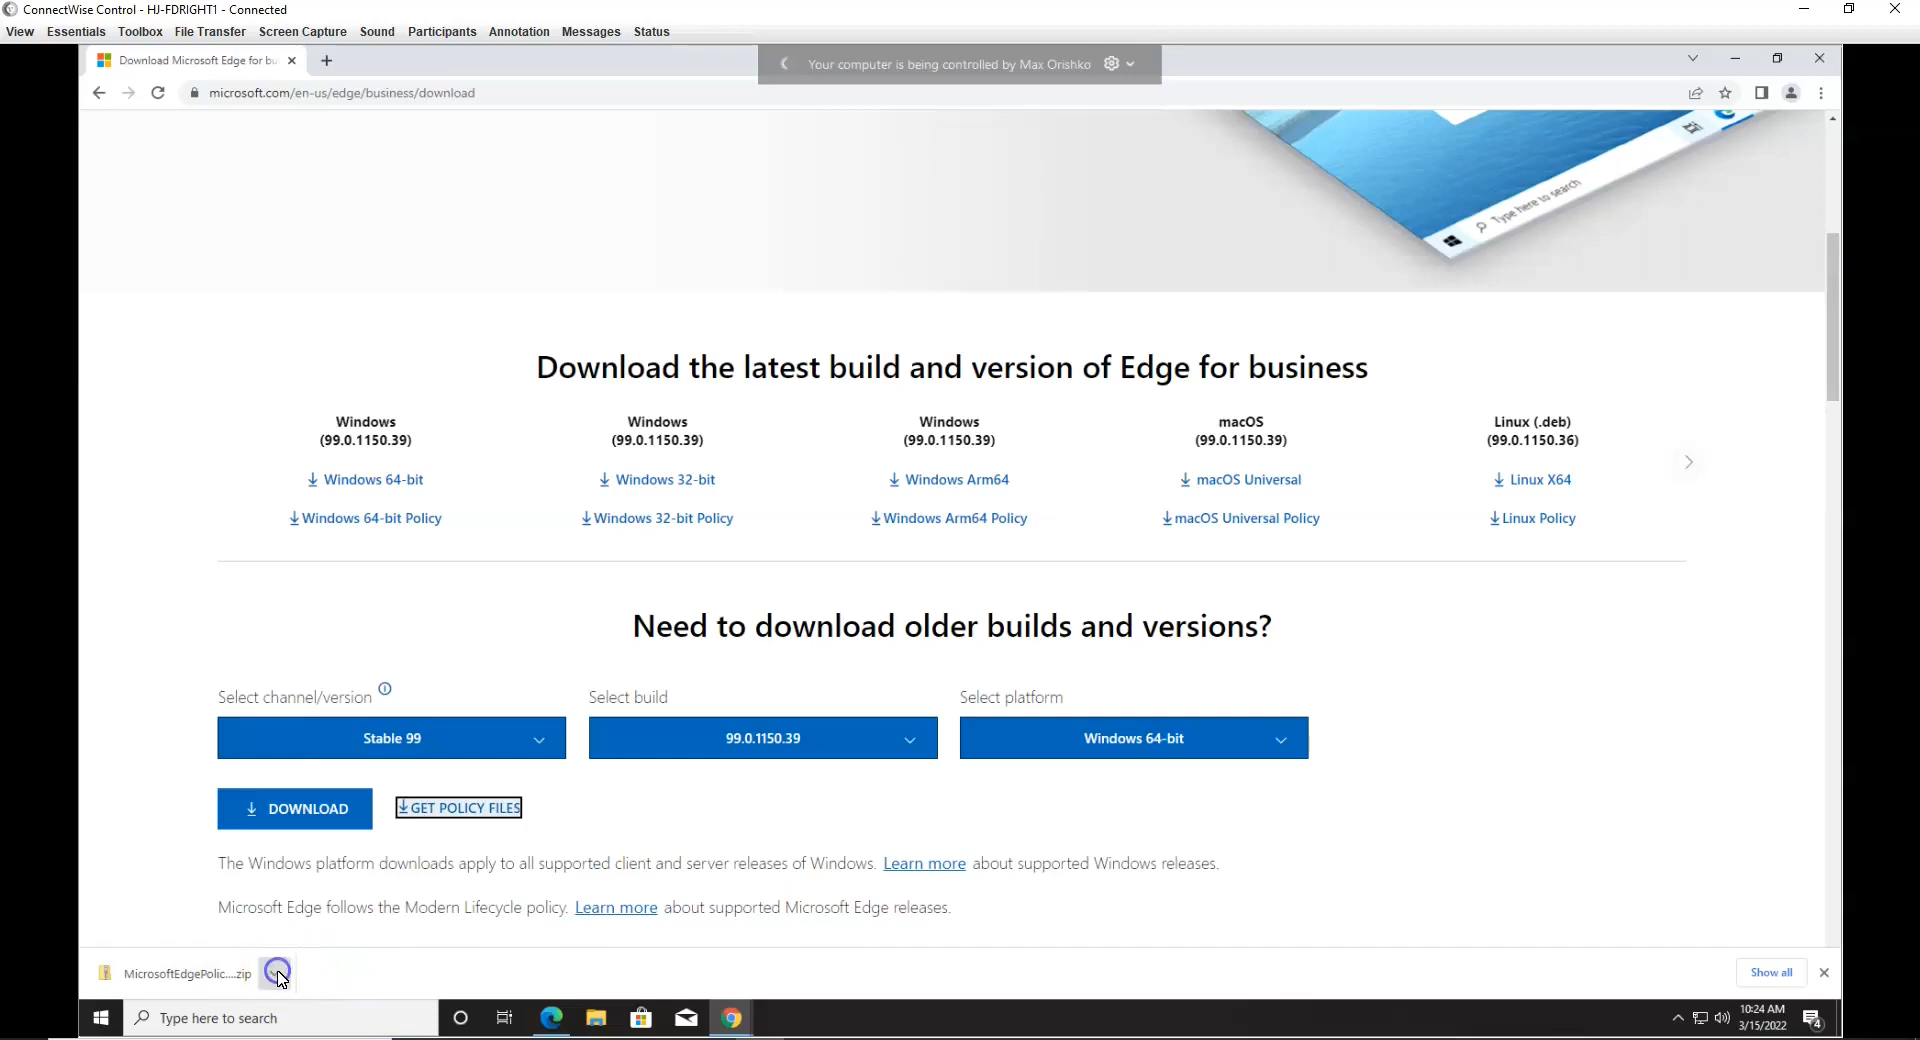 ConnectWise Control - HJ-FDRIGHT1 - Connected
View Essentials Toolbox File Transfer Screen Capture Sound Participants Annotation Messages Status
Download Microsoft Edge for bu
Your computer is being controlled by Max Orishko
microsoft.com/en-us/edge/business/download
Type here to search
Download the latest build and version of Edge for business
Windows Windows Windows macOS Linux (.deb)
(99.0.1150.39) (99.0.1150.39) (99.0.1150.39) (99.0.1150.39) (99.0.1150.36)
Windows 64-bit Windows 32-bit Windows Arm64 macOS Universal Linux X64
Windows 64-bit Policy Windows 32-bit Policy Windows Arm64 Policy macOS Universal Policy Linux Policy
Need to download older builds and versions?
Select channel/version Select build Select platform
Stable 99 99.0.1150.39 Windows 64-bit
DOWNLOAD GET POLICY FILES
The Windows platform downloads apply to all supported client and server releases of Windows. Learn more about supported Windows releases.
Microsoft Edge follows the Modern Lifecycle policy. Learn more about supported Microsoft Edge releases.
MicrosoftEdgePolic....zip Show all
Type here to search 10:24 AM
3/15/2022 4